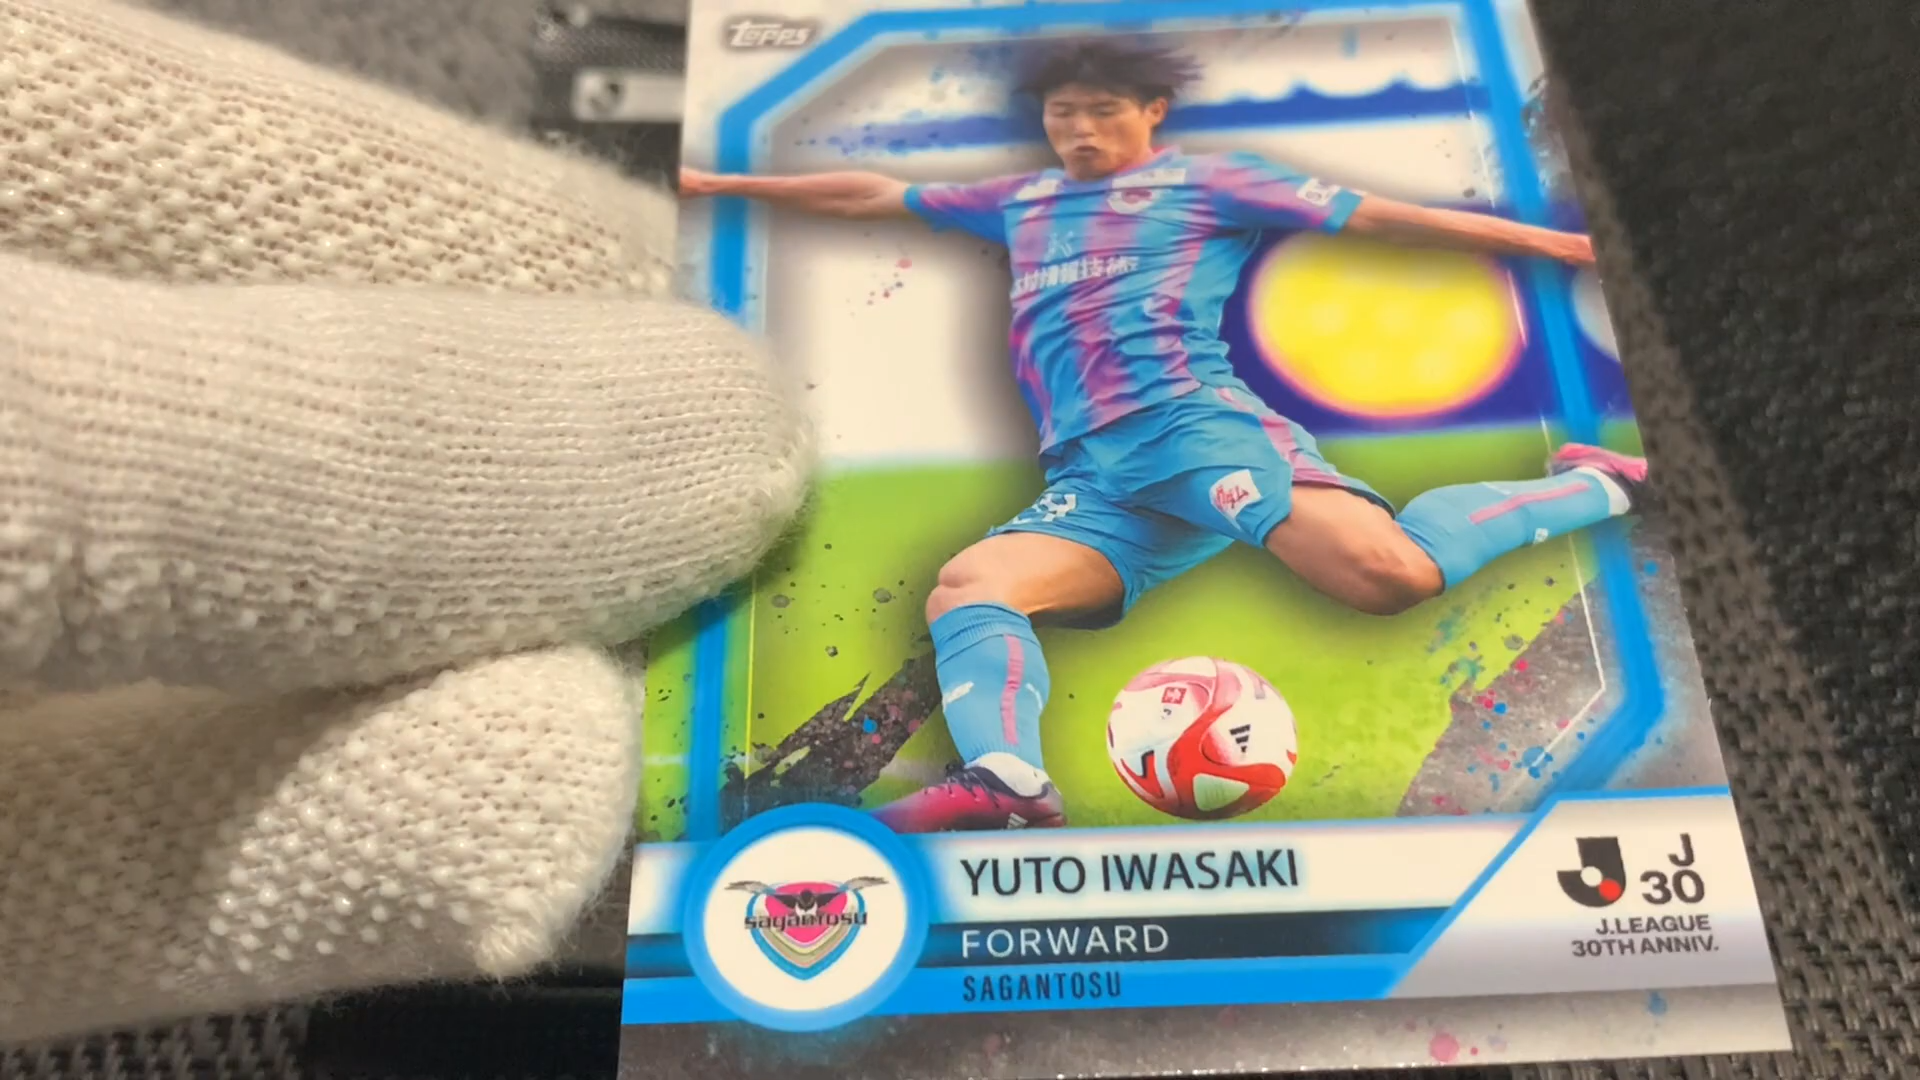 Topps
YUTO IWASAKI
FORWARD
SAGANTOSU
sagantosu
J
30
J.LEAGUE
30TH ANNIV.